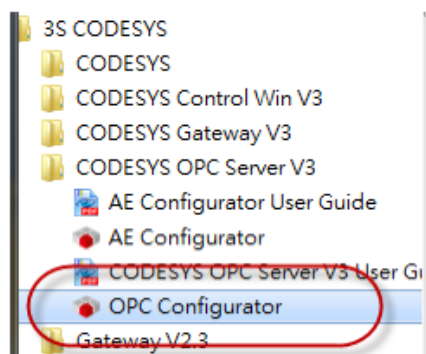 3S CODESYS
CODESYS
CODESYS Control Win V3
CODESYS Gateway V3
CODESYS OPC Server V3
AE Configurator User Guide
AE Configurator
CODESYS OPC Server V3 User
OPC Configurator
Gateway V2.3